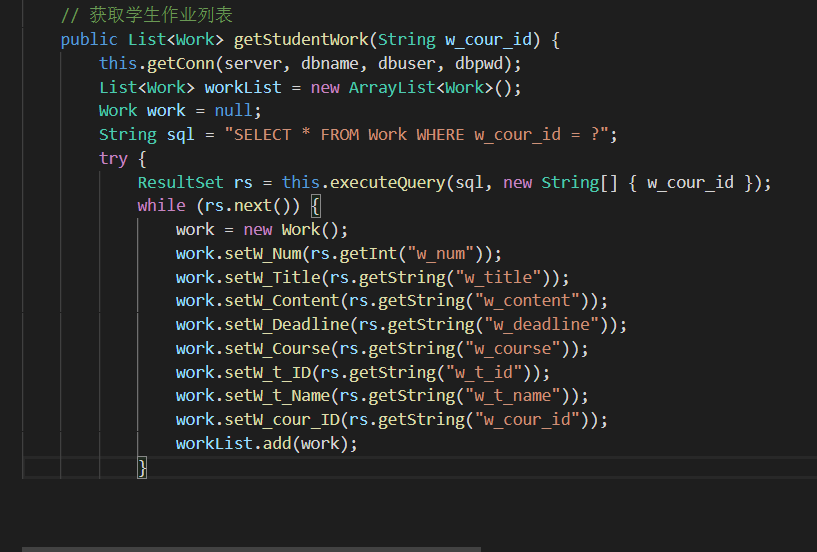 // 获取学生作业列表
public List<Work> getStudentWork(String w_cour_id) {
this.getConn(server, dbname, dbuser, dbpwd);
List<Work> workList = new ArrayList<Work>();
Work work = null;
String sql = "SELECT * FROM Work WHERE w_cour_id = ?";
try {
ResultSet rs = this.executeQuery(sql, new String[] { w_cour_id });
while (rs.next()) {
work = new Work();
work.setW_Num(rs.getInt("w_num"));
work.setW_Title(rs.getString("w_title"));
work.setW_Content(rs.getString("w_content"));
work.setW_Deadline(rs.getString("w_deadline"));
work.setW_Course(rs.getString("w_course"));
work.setW_t_ID(rs.getString("w_t_id"));
work.setW_t_Name(rs.getString("w_t_name"));
work.setW_cour_ID(rs.getString("w_cour_id"));
workList.add(work);
}